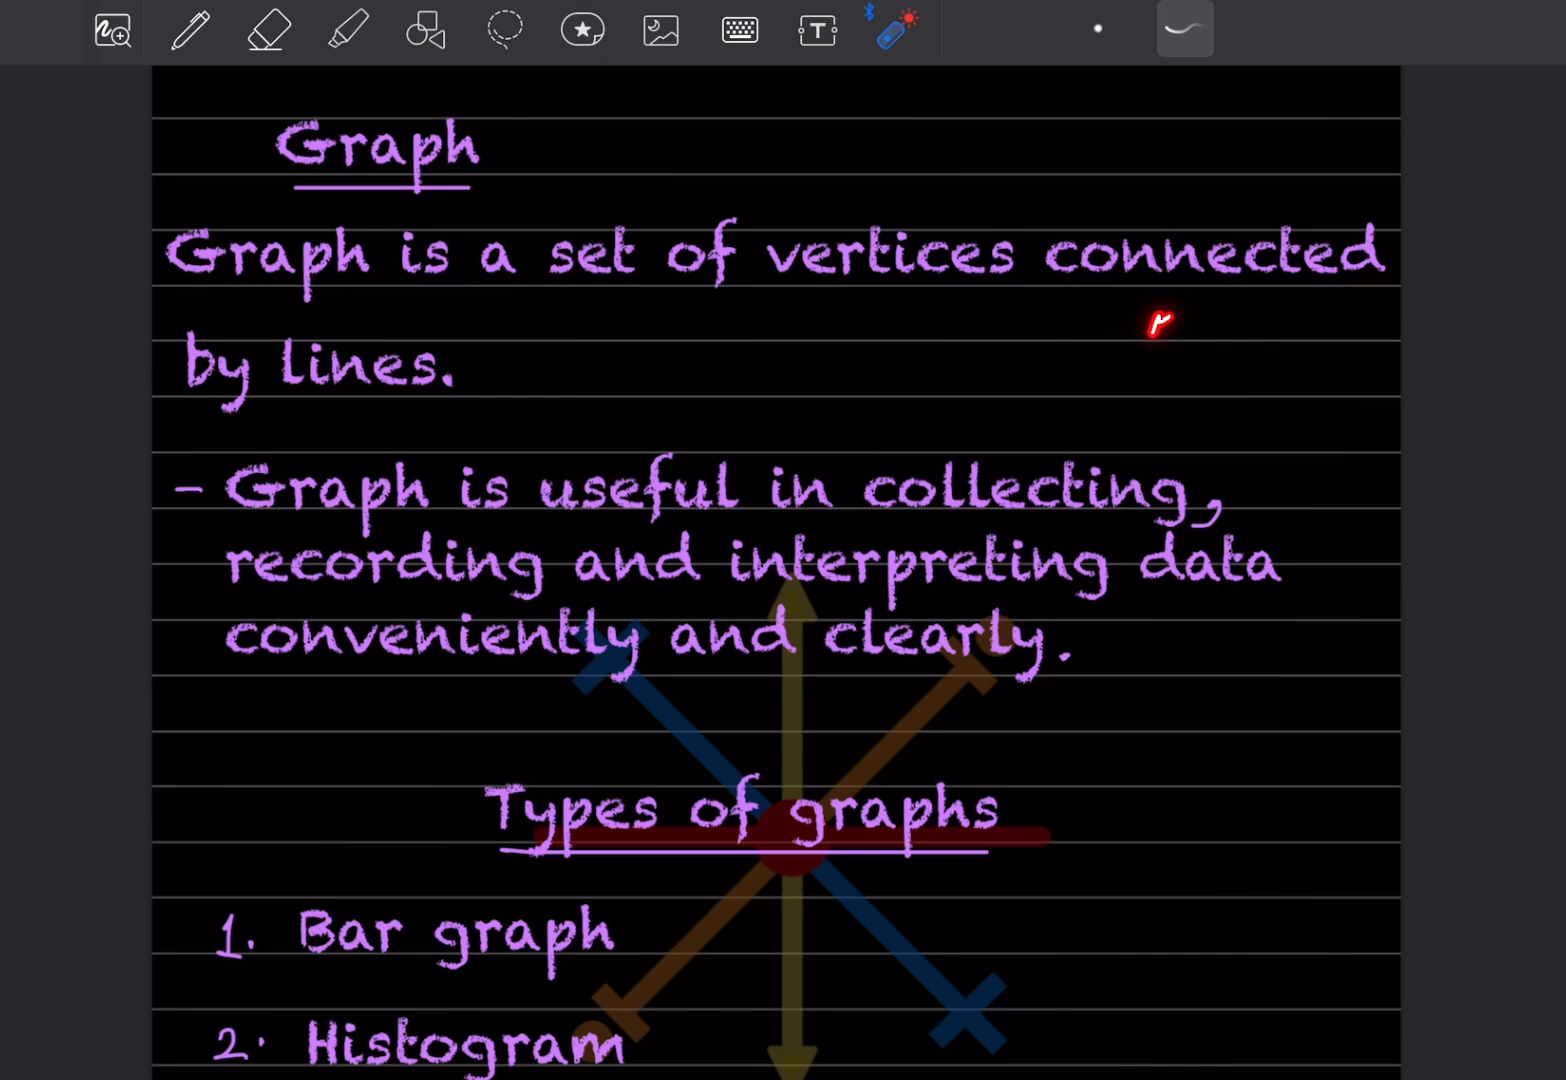 Graph
Graph is a set of vertices connected
by lines.
- Graph is useful in collecting,
recording and interpreting data
conveniently and clearly.
Types of graphs
1. Bar graph
2. Histogram